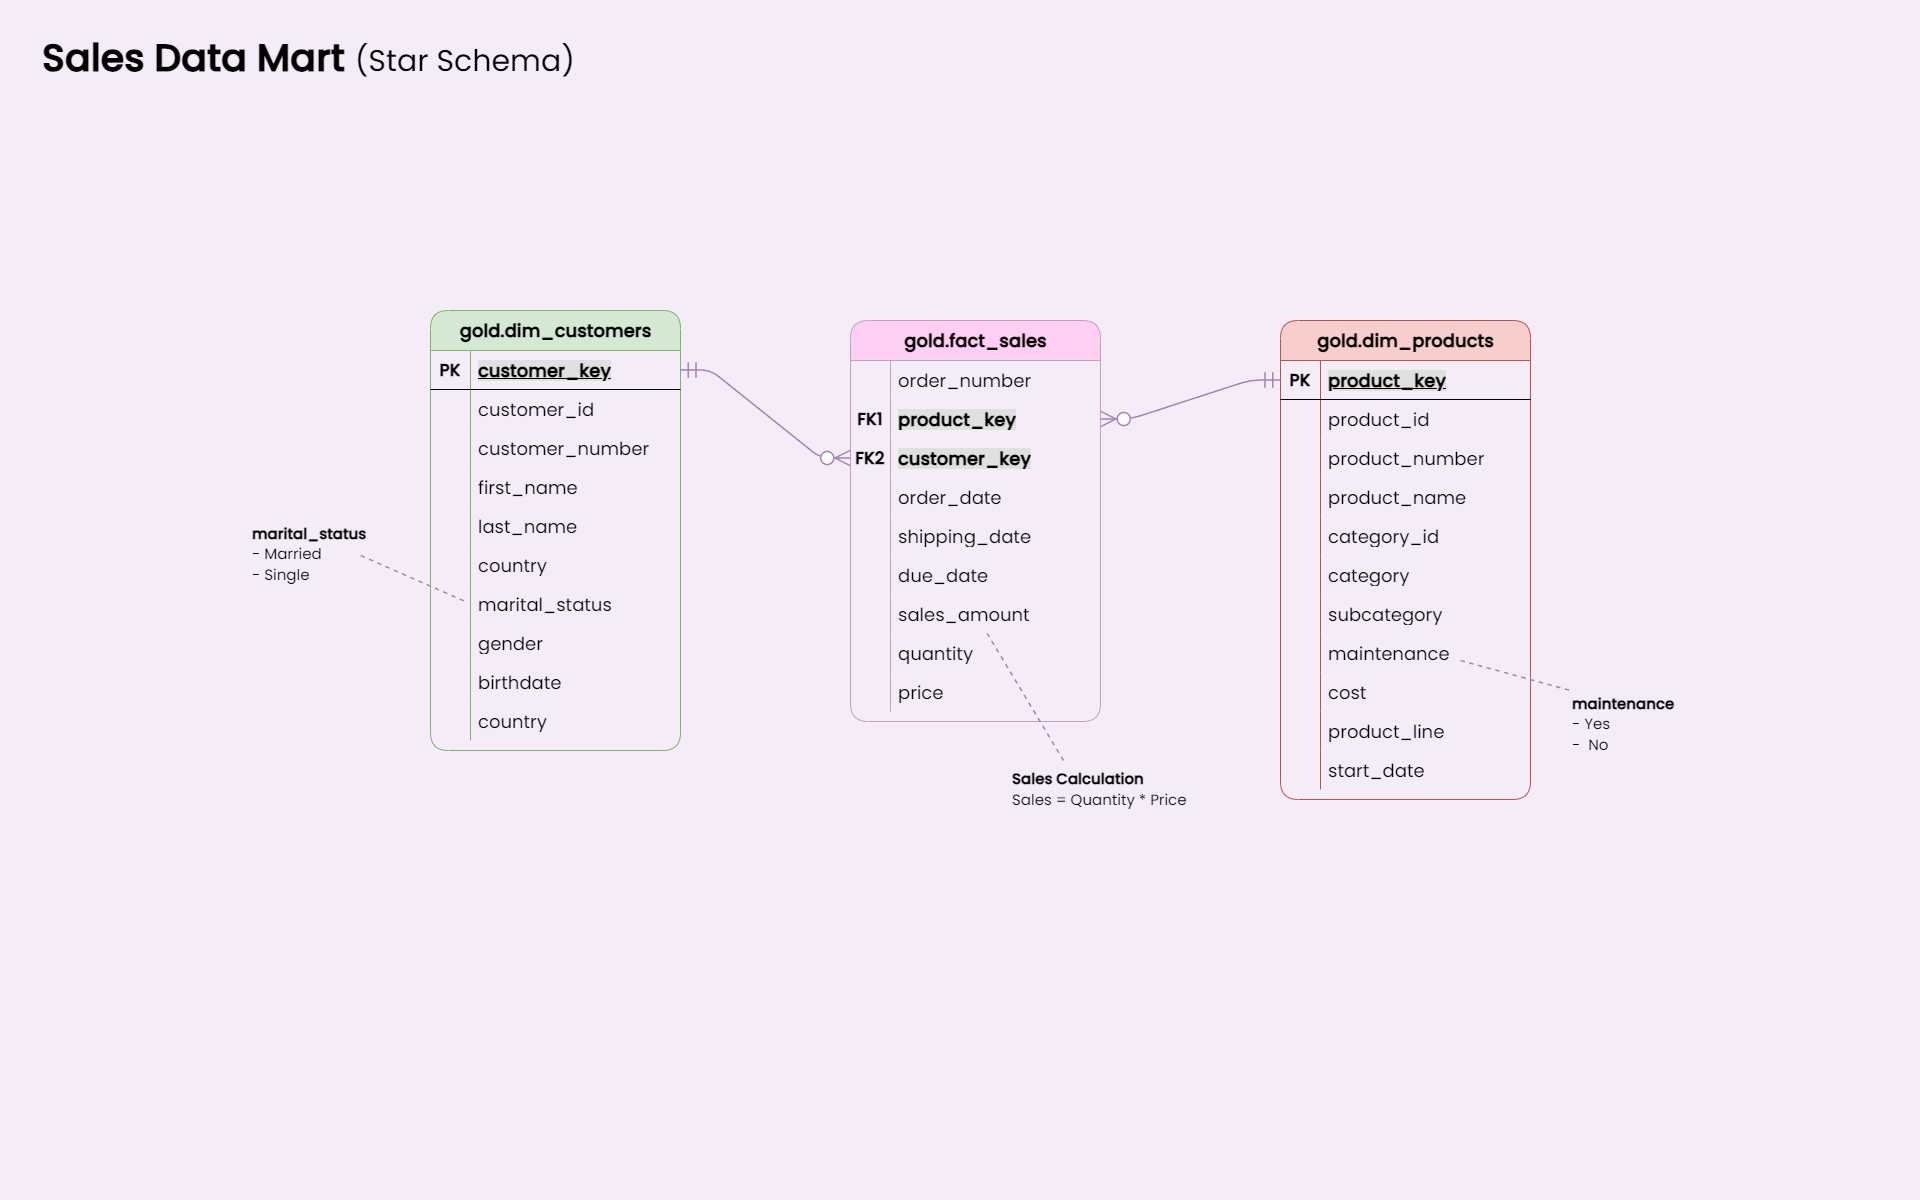 Sales Data Mart (Star Schema)
gold.dim_customers
PK customer_key
customer_id
customer_number
first_name
last_name
country
marital_status
gender
birthdate
country
marital_status
- Married
- Single
gold.fact_sales
order_number
FK1 product_key
FK2 customer_key
order_date
shipping_date
due_date
sales_amount
quantity
price
Sales Calculation
Sales = Quantity * Price
gold.dim_products
PK product_key
product_id
product_number
product_name
category_id
category
subcategory
maintenance
cost
product_line
start_date
maintenance
- Yes
- No